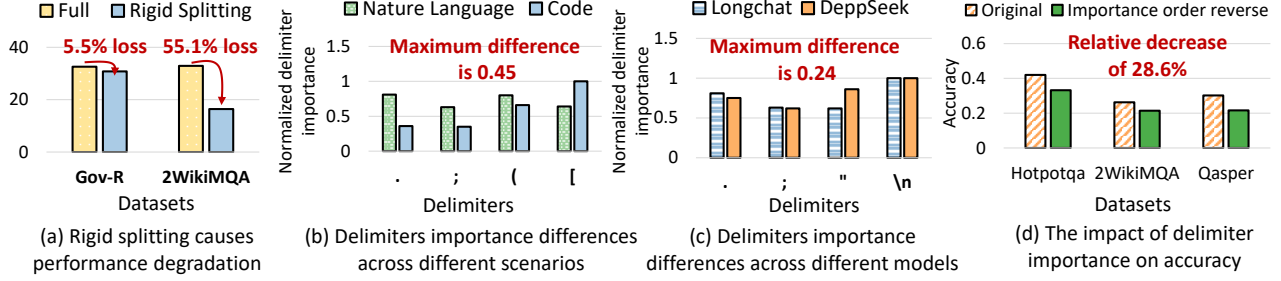 Full Rigid Splitting
5.5% loss 55.1% loss
40
20
0
Gov-R 2WikiMQA
Datasets
(a) Rigid splitting causes
performance degradation
Nature Language Code
Normalized delimiter
importance
1.5
1
0.5
0
Maximum difference
is 0.45
. ; ( [
Delimiters
(b) Delimiters importance differences
across different scenarios
Longchat DeppSeek
Normalized delimiter
importance
1.5
1
0.5
0
Maximum difference
is 0.24
. ; " \n
Delimiters
(c) Delimiters importance
differences across different models
Original Importance order reverse
Accuracy
0.6
0.4
0.2
0
Relative decrease
of 28.6%
Hotpotqa 2WikiMQA Qasper
Datasets
(d) The impact of delimiter
importance on accuracy